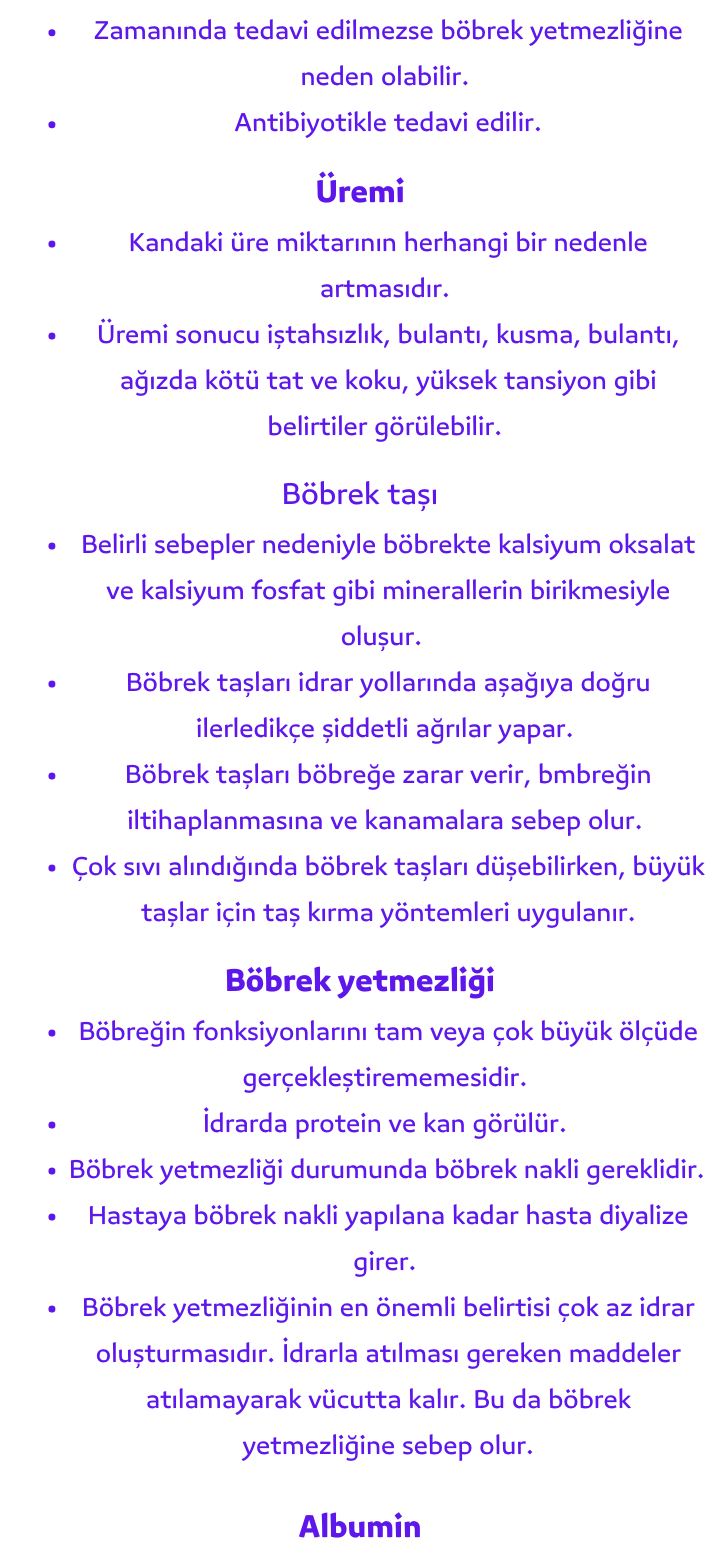 • Zamanında tedavi edilmezse böbrek yetmezliğine
neden olabilir.
• Antibiyotikle tedavi edilir.
Üremi
• Kandaki üre miktarının herhangi bir nedenle
artmasıdır.
• Üremi sonucu iştahsızlık, bulantı, kusma, bulantı,
ağızda kötü tat ve koku, yüksek tansiyon gibi
belirtiler görülebilir.
Böbrek taşı
• Belirli sebepler nedeniyle böbrekte kalsiyum oksalat
ve kalsiyum fosfat gibi minerallerin birikmesiyle
oluşur.
• Böbrek taşları idrar yollarında aşağıya doğru
ilerledikçe şiddetli ağrılar yapar.
• Böbrek taşları böbreğe zarar verir, bmbreğin
iltihaplanmasına ve kanamalara sebep olur.
• Çok sıvı alındığında böbrek taşları düşebilirken, büyük
taşlar için taş kırma yöntemleri uygulanır.
Böbrek yetmezliği
• Böbreğin fonksiyonlarını tam veya çok büyük ölçüde
gerçekleştirememesidir.
• İdrarda protein ve kan görülür.
• Böbrek yetmezliği durumunda böbrek nakli gereklidir.
• Hastaya böbrek nakli yapılana kadar hasta diyalize
girer.
• Böbrek yetmezliğinin en önemli belirtisi çok az idrar
oluşturmasıdır. İdrarla atılması gereken maddeler
atılamayarak vücutta kalır. Bu da böbrek
yetmezliğine sebep olur.
Albumin